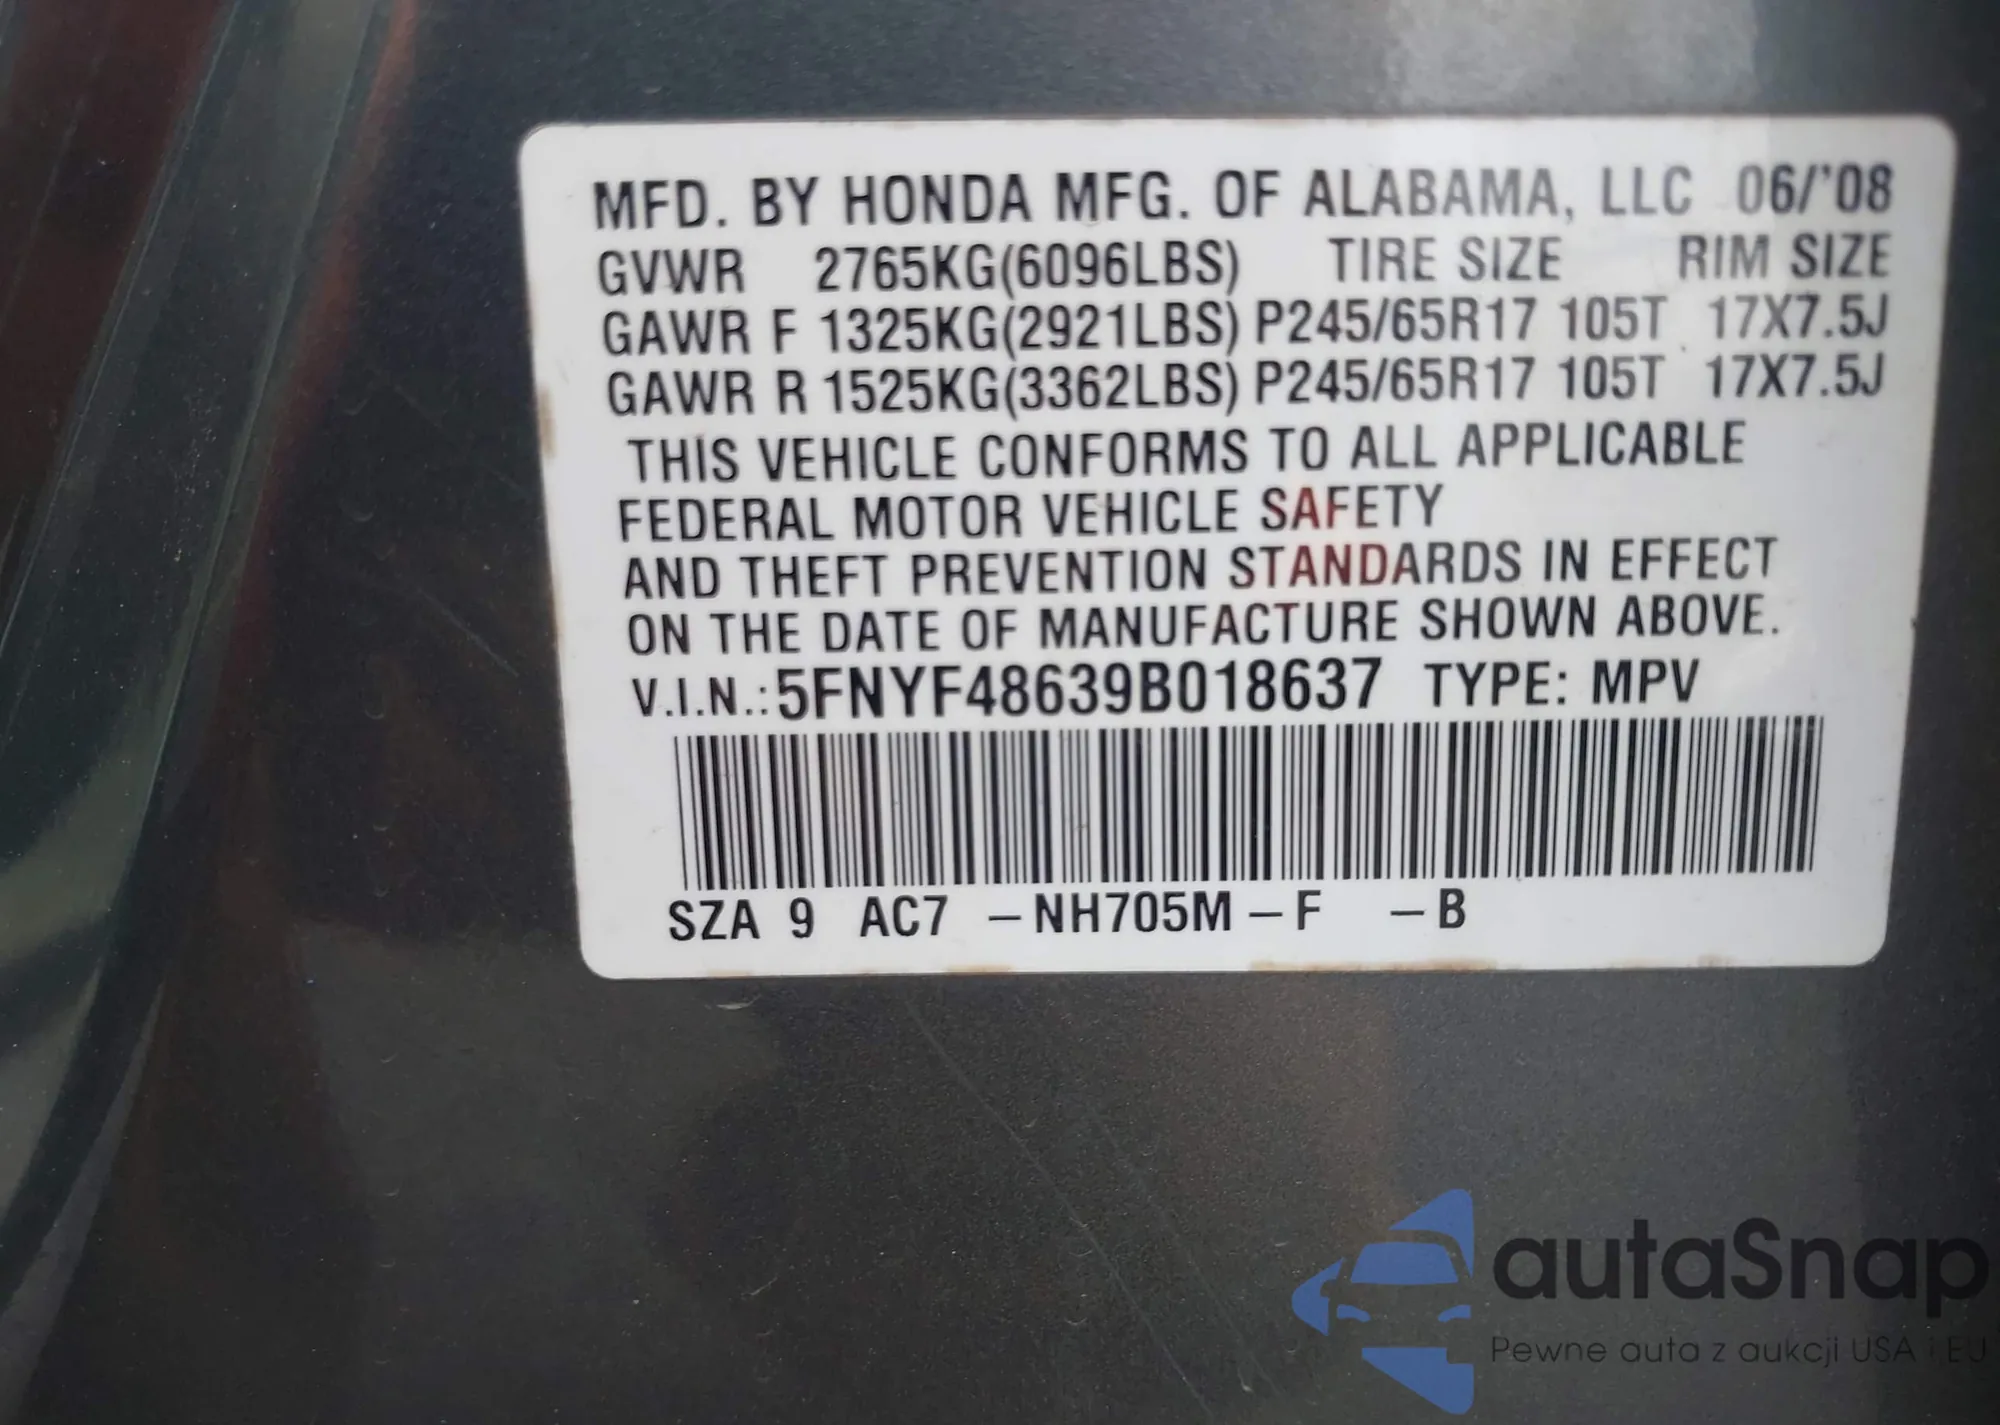 MFD. BY HONDA MFG. OF ALABAMA, LLC 06/'08
GVWR 2765KG(6096LBS) TIRE SIZE RIM SIZE
GAWR F 1325KG(2921LBS) P245/65R17 105T 17X7.5J
GAWR R 1525KG(3362LBS) P245/65R17 105T 17X7.5J
THIS VEHICLE CONFORMS TO ALL APPLICABLE
FEDERAL MOTOR VEHICLE SAFETY
AND THEFT PREVENTION STANDARDS IN EFFECT
ON THE DATE OF MANUFACTURE SHOWN ABOVE.
V.I.N.:5FNYF48639B018637 TYPE: MPV
SZA 9 AC7 –NH705M–F –B
autaSnap
Pewne auta z aukcji USA i EU